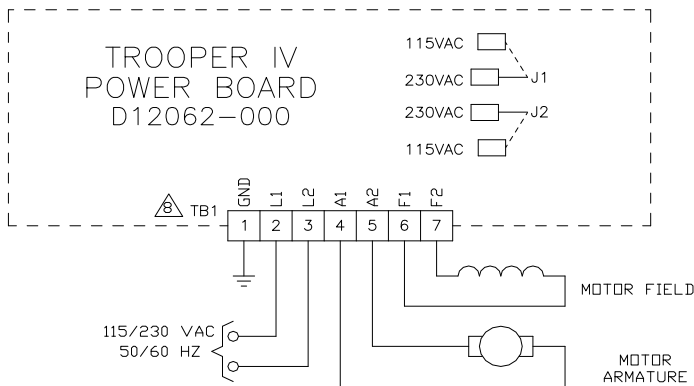 TROOPER IV
POWER BOARD
D12062-000
115VAC
230VAC
J1
230VAC
J2
115VAC
8
TB1
GND
L1
L2
A1
A2
F1
F2
1
2
3
4
5
6
7
MOTOR FIELD
115/230 VAC
50/60 HZ
MOTOR
ARMATURE